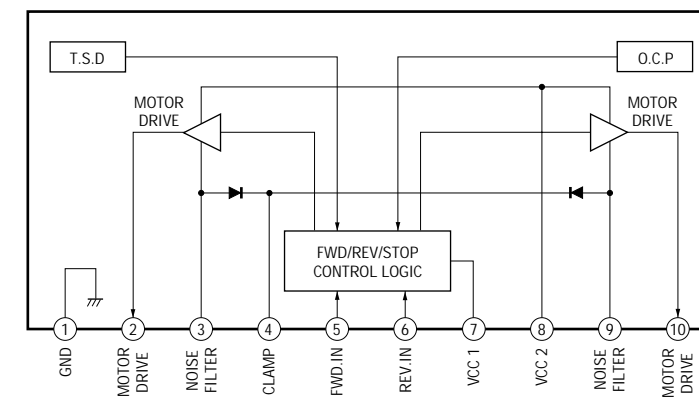 T.S.D
O.C.P
MOTOR
DRIVE
MOTOR
DRIVE
FWD/REV/STOP
CONTROL LOGIC
1
2
3
4
5
6
7
8
9
10
GND
MOTOR
DRIVE
NOISE
FILTER
CLAMP
FWD.IN
REV.IN
VCC 1
VCC 2
NOISE
FILTER
MOTOR
DRIVE